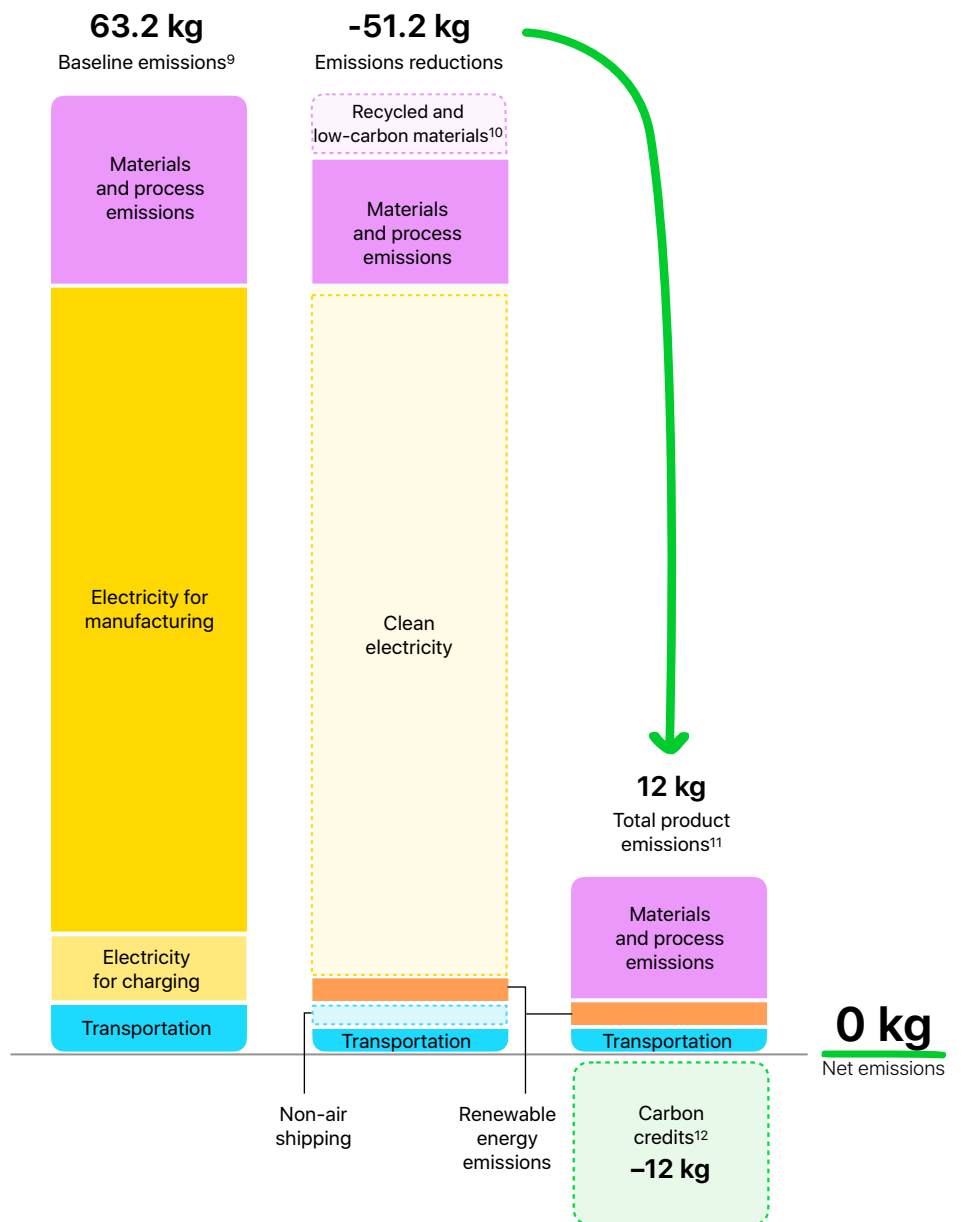 63.2 kg
Baseline emissions⁹
Materials
and process
emissions
Electricity for
manufacturing
Electricity
for charging
Transportation
-51.2 kg
Emissions reductions
Recycled and
low-carbon materials¹⁰
Materials
and process
emissions
Clean
electricity
Transportation
Non-air
shipping
Renewable
energy
emissions
12 kg
Total product
emissions¹¹
Materials
and process
emissions
Transportation
Carbon
credits¹²
–12 kg
0 kg
Net emissions